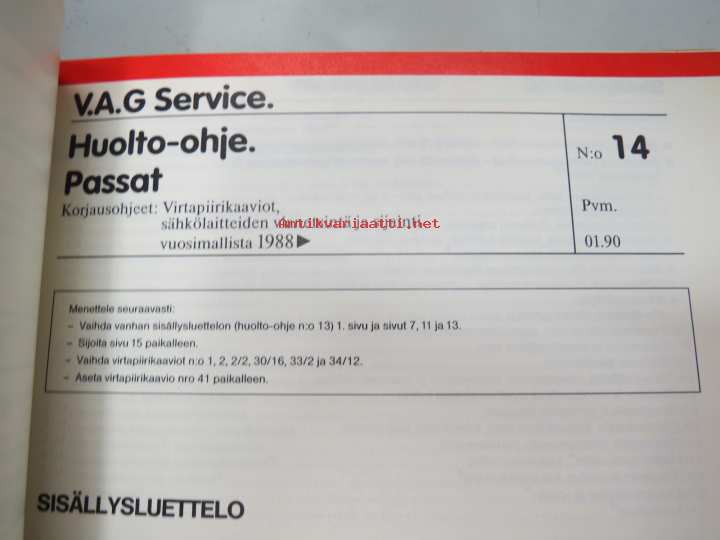 V.A.G Service.
Huolto-ohje.
Passat
N:o 14
Korjausohjeet: Virtapiirikaaviot,
sähkölaitteiden sijainti
vuosimallista 1988►
Pvm.
01.90
Antikvariaatti.net
Menettele seuraavasti:
– Vaihda vanhan sisällysluettelon (huolto-ohje n:o 13) 1. sivu ja sivut 7, 11 ja 13.
– Sijoita sivu 15 paikalleen.
– Vaihda virtapiirikaaviot n:o 1, 2, 2/2, 30/16, 33/2 ja 34/12.
– Aseta virtapiirikaavio nro 41 paikalleen.
SISÄLLYSLUETTELO